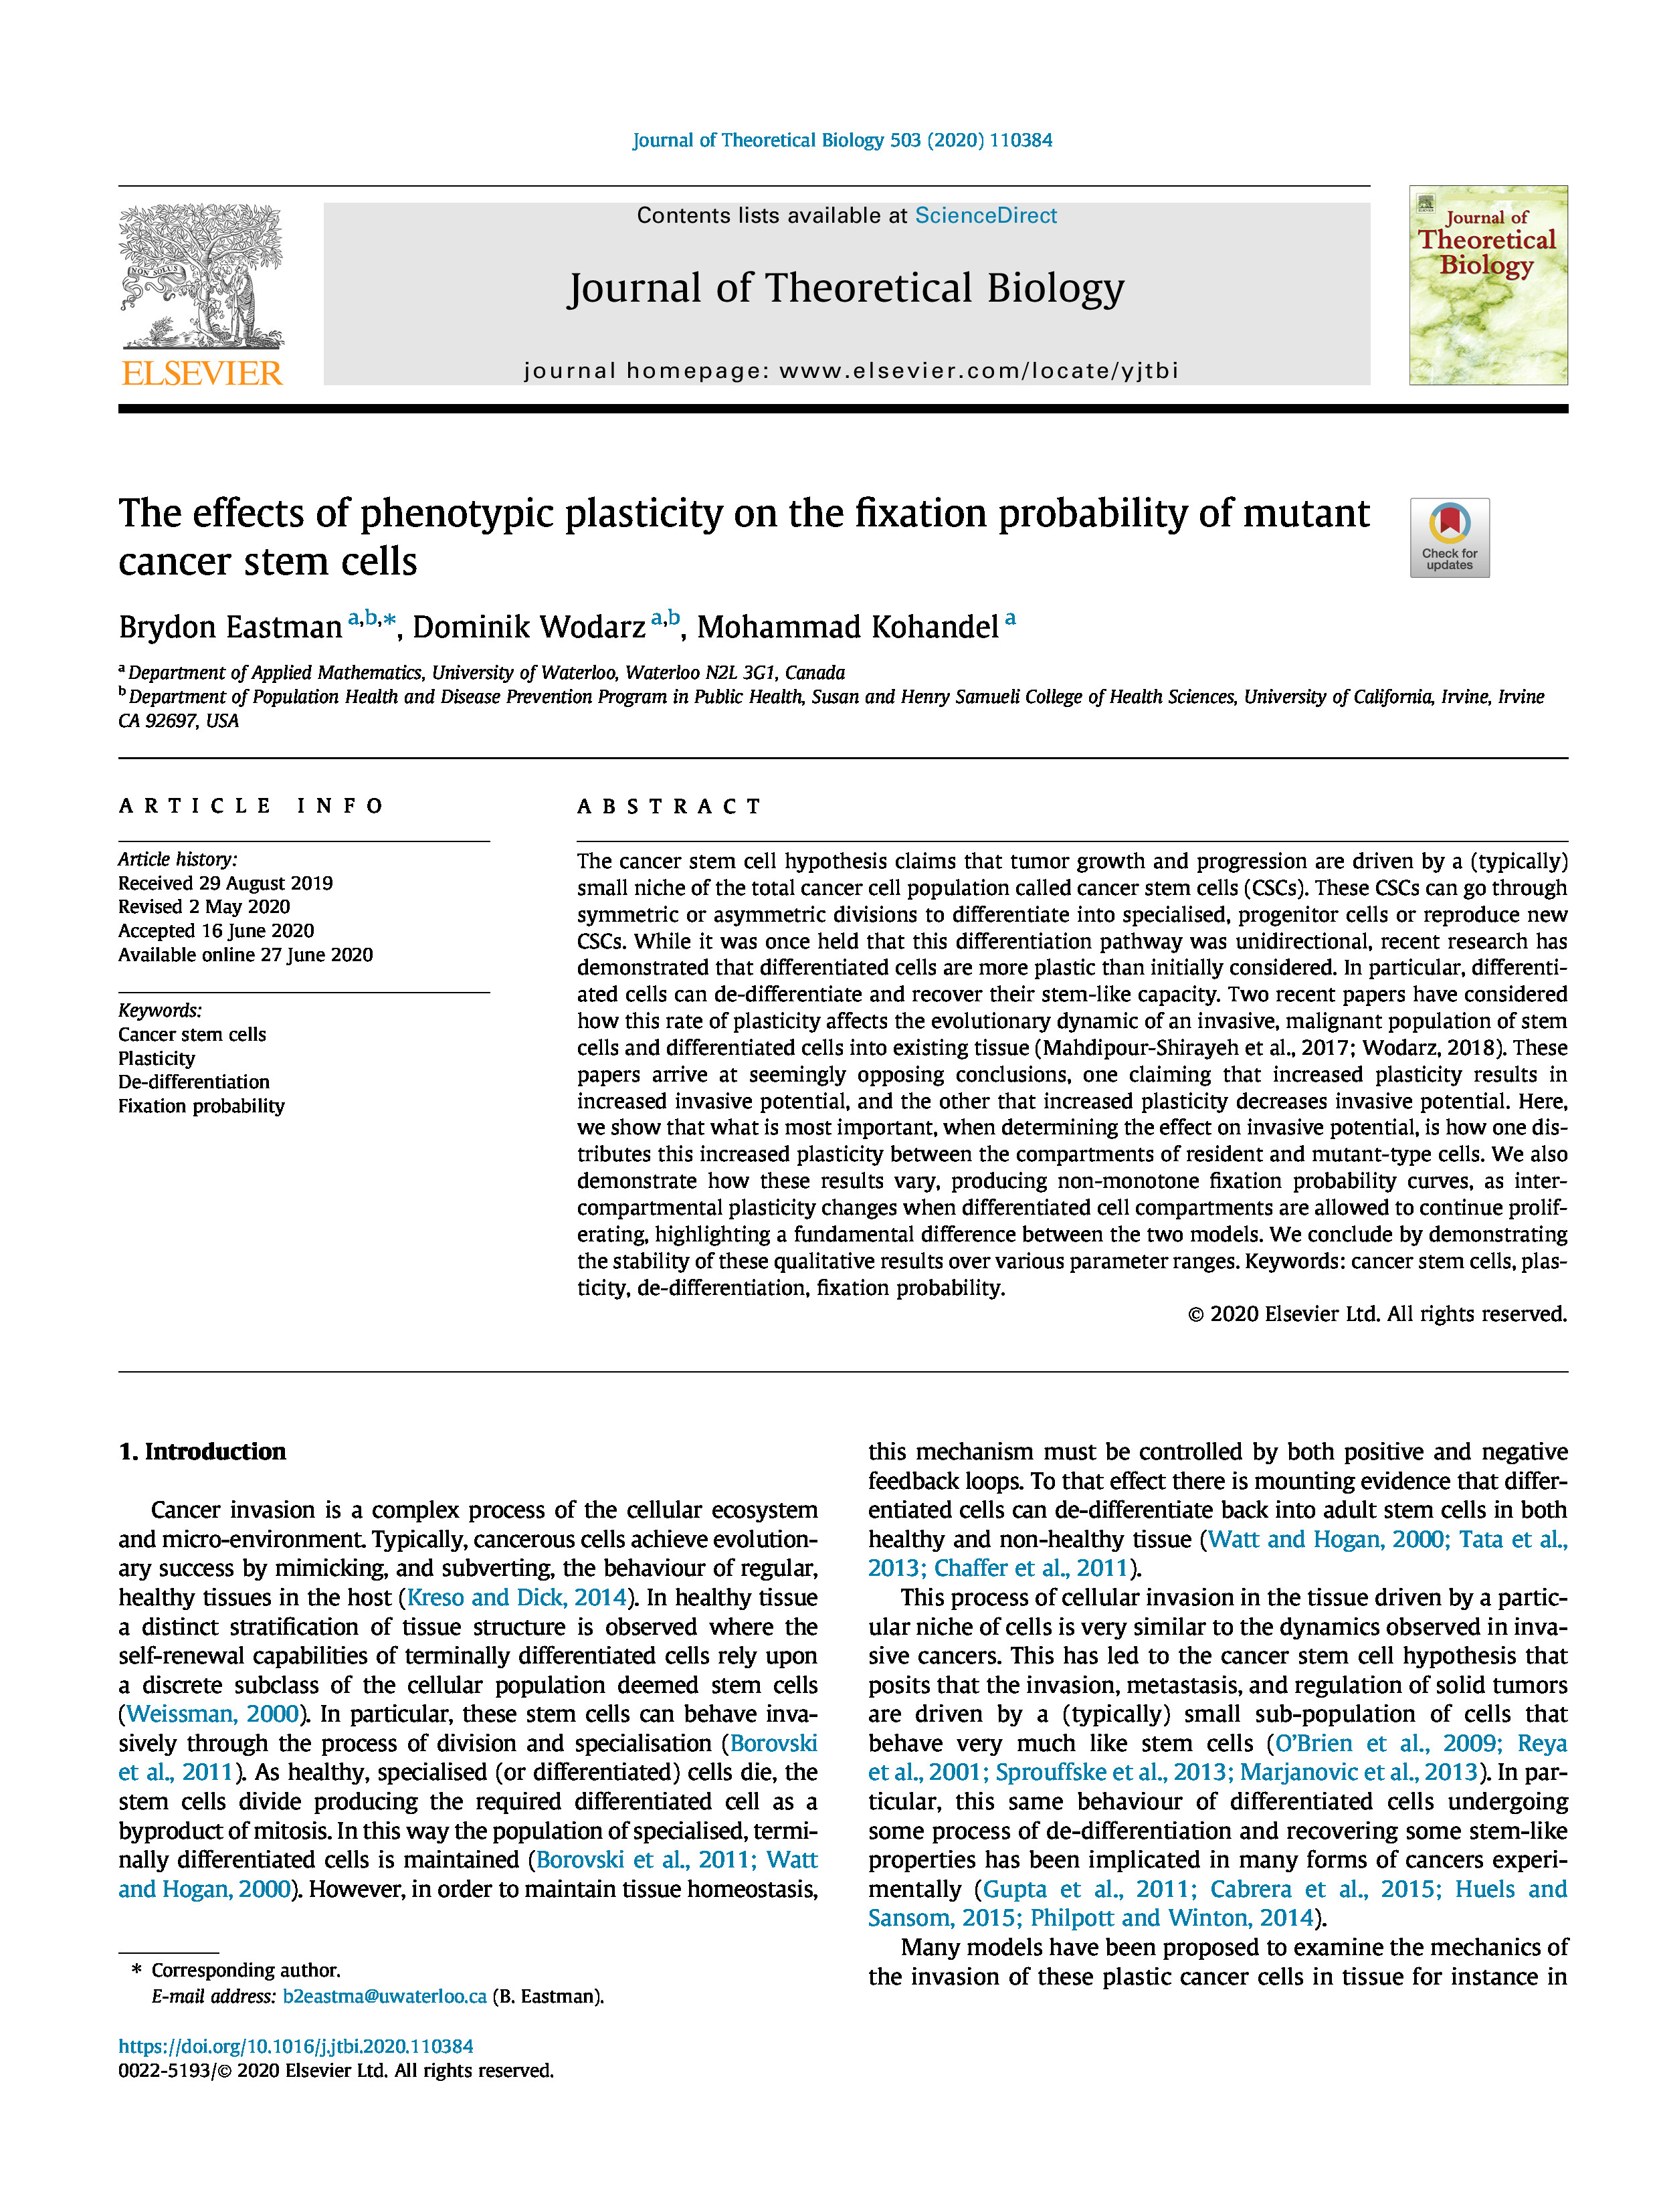 Journal of Theoretical Biology 503 (2020) 110384
Contents lists available at ScienceDirect
Journal of Theoretical Biology
journal homepage: www.elsevier.com/locate/yjtbi
NON SOLUS
ELSEVIER
Journal of
Theoretical
Biology
The effects of phenotypic plasticity on the fixation probability of mutant
cancer stem cells
Check for
updates
Brydon Eastman a,b,*, Dominik Wodarz a,b, Mohammad Kohandel a
a Department of Applied Mathematics, University of Waterloo, Waterloo N2L 3G1, Canada
b Department of Population Health and Disease Prevention Program in Public Health, Susan and Henry Samueli College of Health Sciences, University of California, Irvine, Irvine
CA 92697, USA
ARTICLE INFO
Article history:
Received 29 August 2019
Revised 2 May 2020
Accepted 16 June 2020
Available online 27 June 2020
Keywords:
Cancer stem cells
Plasticity
De-differentiation
Fixation probability
ABSTRACT
The cancer stem cell hypothesis claims that tumor growth and progression are driven by a (typically)
small niche of the total cancer cell population called cancer stem cells (CSCs). These CSCs can go through
symmetric or asymmetric divisions to differentiate into specialised, progenitor cells or reproduce new
CSCs. While it was once held that this differentiation pathway was unidirectional, recent research has
demonstrated that differentiated cells are more plastic than initially considered. In particular, differenti-
ated cells can de-differentiate and recover their stem-like capacity. Two recent papers have considered
how this rate of plasticity affects the evolutionary dynamic of an invasive, malignant population of stem
cells and differentiated cells into existing tissue (Mahdipour-Shirayeh et al., 2017; Wodarz, 2018). These
papers arrive at seemingly opposing conclusions, one claiming that increased plasticity results in
increased invasive potential, and the other that increased plasticity decreases invasive potential. Here,
we show that what is most important, when determining the effect on invasive potential, is how one dis-
tributes this increased plasticity between the compartments of resident and mutant-type cells. We also
demonstrate how these results vary, producing non-monotone fixation probability curves, as inter-
compartmental plasticity changes when differentiated cell compartments are allowed to continue prolif-
erating, highlighting a fundamental difference between the two models. We conclude by demonstrating
the stability of these qualitative results over various parameter ranges. Keywords: cancer stem cells, plas-
ticity, de-differentiation, fixation probability.
© 2020 Elsevier Ltd. All rights reserved.
1. Introduction
Cancer invasion is a complex process of the cellular ecosystem
and micro-environment. Typically, cancerous cells achieve evolution-
ary success by mimicking, and subverting, the behaviour of regular,
healthy tissues in the host (Kreso and Dick, 2014). In healthy tissue
a distinct stratification of tissue structure is observed where the
self-renewal capabilities of terminally differentiated cells rely upon
a discrete subclass of the cellular population deemed stem cells
(Weissman, 2000). In particular, these stem cells can behave inva-
sively through the process of division and specialisation (Borovski
et al., 2011). As healthy, specialised (or differentiated) cells die, the
stem cells divide producing the required differentiated cell as a
byproduct of mitosis. In this way the population of specialised, termi-
nally differentiated cells is maintained (Borovski et al., 2011; Watt
and Hogan, 2000). However, in order to maintain tissue homeostasis,
this mechanism must be controlled by both positive and negative
feedback loops. To that effect there is mounting evidence that differ-
entiated cells can de-differentiate back into adult stem cells in both
healthy and non-healthy tissue (Watt and Hogan, 2000; Tata et al.,
2013; Chaffer et al., 2011).
This process of cellular invasion in the tissue driven by a partic-
ular niche of cells is very similar to the dynamics observed in inva-
sive cancers. This has led to the cancer stem cell hypothesis that
posits that the invasion, metastasis, and regulation of solid tumors
are driven by a (typically) small sub-population of cells that
behave very much like stem cells (O'Brien et al., 2009; Reya
et al., 2001; Sprouffske et al., 2013; Marjanovic et al., 2013). In par-
ticular, this same behaviour of differentiated cells undergoing
some process of de-differentiation and recovering some stem-like
properties has been implicated in many forms of cancers experi-
mentally (Gupta et al., 2011; Cabrera et al., 2015; Huels and
Sansom, 2015; Philpott and Winton, 2014).
Many models have been proposed to examine the mechanics of
the invasion of these plastic cancer cells in tissue for instance in
* Corresponding author.
E-mail address: b2eastma@uwaterloo.ca (B. Eastman).
https://doi.org/10.1016/j.jtbi.2020.110384
0022-5193/© 2020 Elsevier Ltd. All rights reserved.